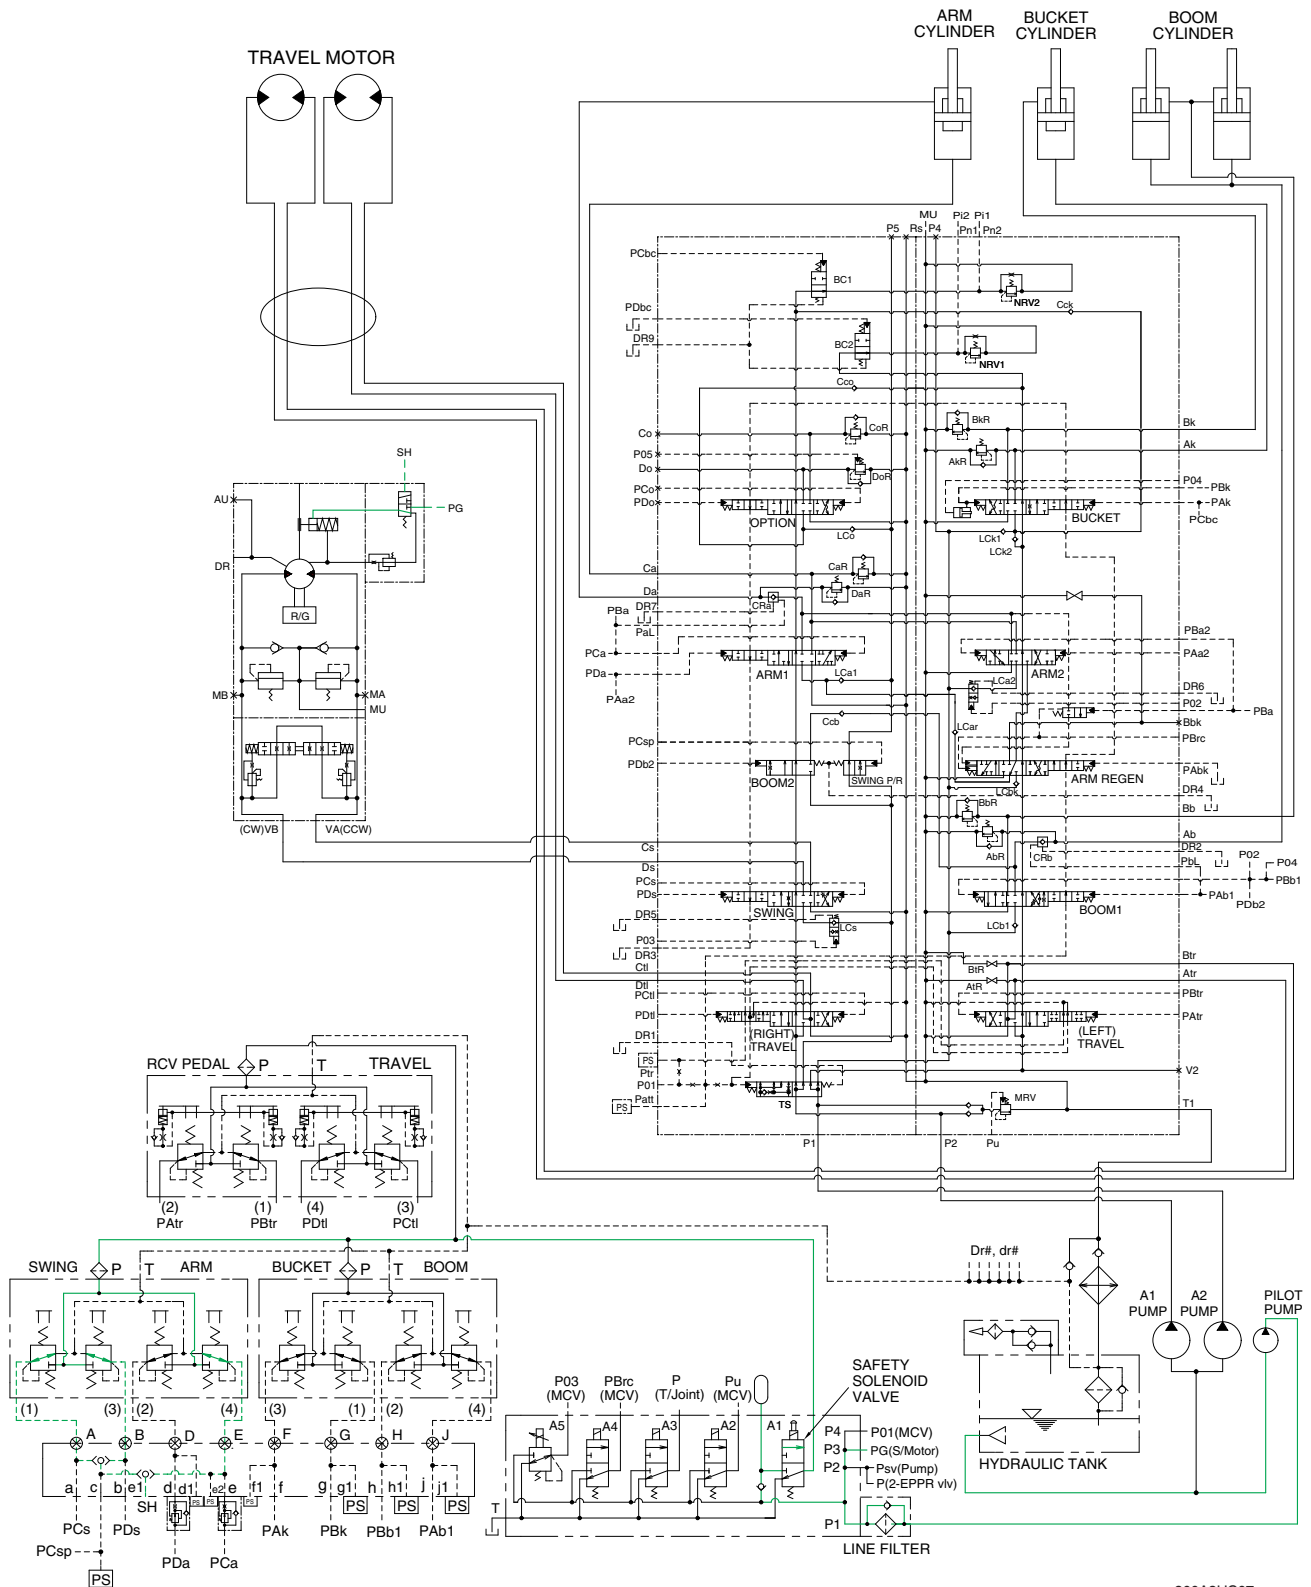 ARM
CYLINDER
BUCKET
CYLINDER
BOOM
CYLINDER
TRAVEL MOTOR
P5
Rs
MU
P4
Pi2
Pn1
Pi1
Pn2
PCbc
BC1
NRV2
Cck
PDbc
DR9
BC2
NRV1
Cco
Co
CoR
BkR
Bk
P05
Do
DoR
AkR
Ak
PCo
PDo
OPTION
BUCKET
P04
PBk
PAk
PCbc
LCo
LCk1
LCk2
SH
PG
AU
DR
R/G
MB
MA
MU
(CW)VB
VA(CCW)
Ca
CaR
Da
DaR
CRa
PBa
DR7
PaL
PCa
PDa
PAa2
ARM1
ARM2
LCa1
LCa2
PBa2
PAa2
DR6
P02
PBa
Bbk
PBrc
Ccb
LCar
PCsp
PDb2
BOOM2
SWING P/R
ARM REGEN
PAbk
LCbk
DR4
Bb
BbR
AbR
CRb
Ab
DR2
PbL
P02
P04
PBb1
PAb1
PDb2
Cs
Ds
PCs
PDs
SWING
BOOM1
DR5
LCs
LCb1
P03
DR3
Ctl
Btr
BtR
Dtl
AtR
Atr
PCtl
PBtr
PDtl
PAtr
DR1
(RIGHT)
TRAVEL
(LEFT)
TRAVEL
PS
Ptr
P01
Patt
PS
TS
V2
MRV
T1
P1
P2
Pu
RCV PEDAL
P
T
TRAVEL
(2)
(1)
(4)
(3)
PAtr
PBtr
PDtl
PCtl
SWING
P
T
ARM
BUCKET
P
T
BOOM
(1)
(3)
(2)
(4)
(3)
(1)
(2)
(4)
A
B
D
E
F
G
H
J
a
c
b
e1
d
d1
e2
e
f1
f
g
g1
h
h1
j
j1
SH
PS
PS
PS
PS
PS
PS
PCs
PDs
PAk
PBk
PBb1
PAb1
PCsp
PDa
PCa
PS
Dr#, dr#
A1
PUMP
A2
PUMP
PILOT
PUMP
HYDRAULIC TANK
SAFETY
SOLENOID
VALVE
P03
(MCV)
PBrc
(MCV)
P
(T/Joint)
Pu
(MCV)
A5
A4
A3
A2
A1
P4
P01(MCV)
P3
PG(S/Motor)
P2
Psv(Pump)
P(2-EPPR vlv)
T
P1
LINE FILTER